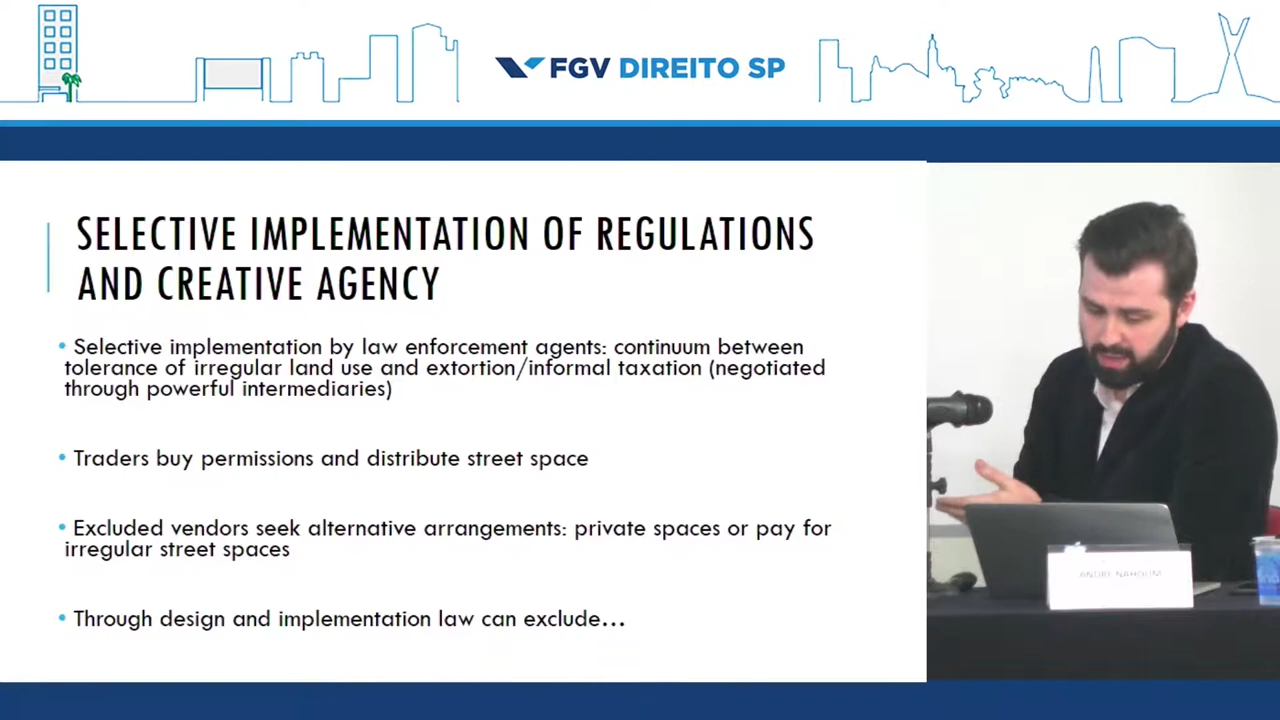 FGV DIREITO SP
SELECTIVE IMPLEMENTATION OF REGULATIONS
AND CREATIVE AGENCY
• Selective implementation by law enforcement agents: continuum between
tolerance of irregular land use and extortion/informal taxation (negotiated
through powerful intermediaries)
• Traders buy permissions and distribute street space
• Excluded vendors seek alternative arrangements: private spaces or pay for
irregular street spaces
• Through design and implementation law can exclude...
ANDRE NAHOUM